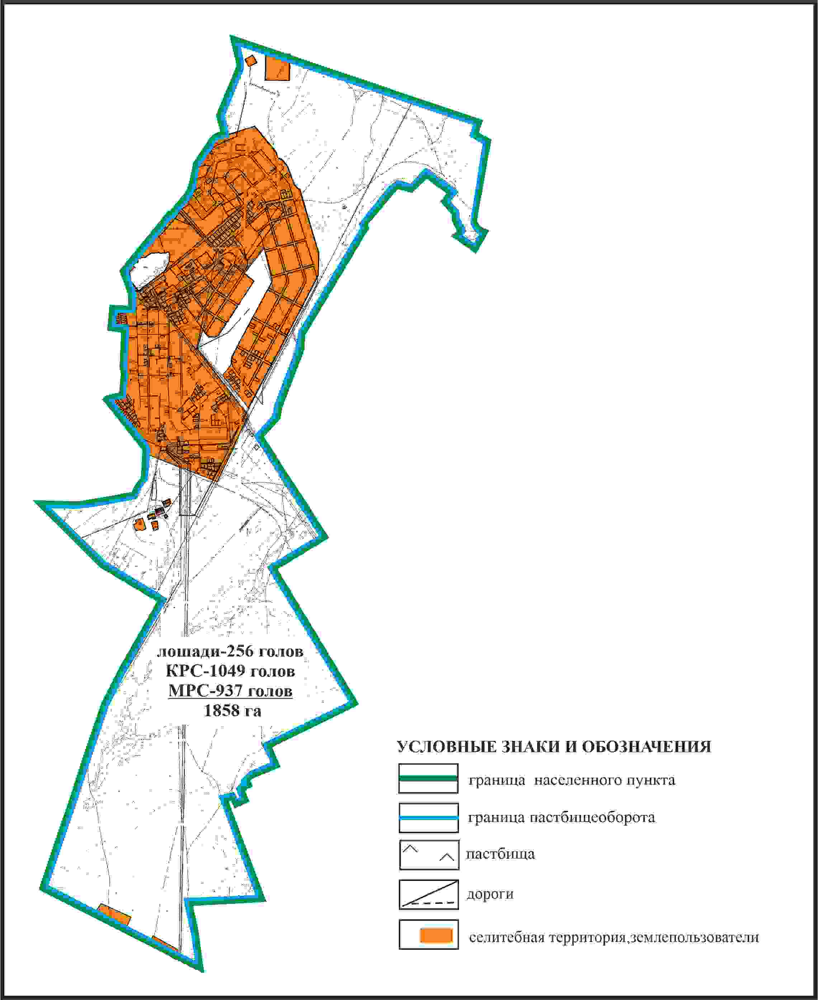 лошади-256 голов
КРС-1049 голов
МРС-937 голов
1858 га
УСЛОВНЫЕ ЗНАКИ И ОБОЗНАЧЕНИЯ
граница населенного пункта
граница пастбищеоборота
пастбища
дороги
селитебная территория,землепользователи